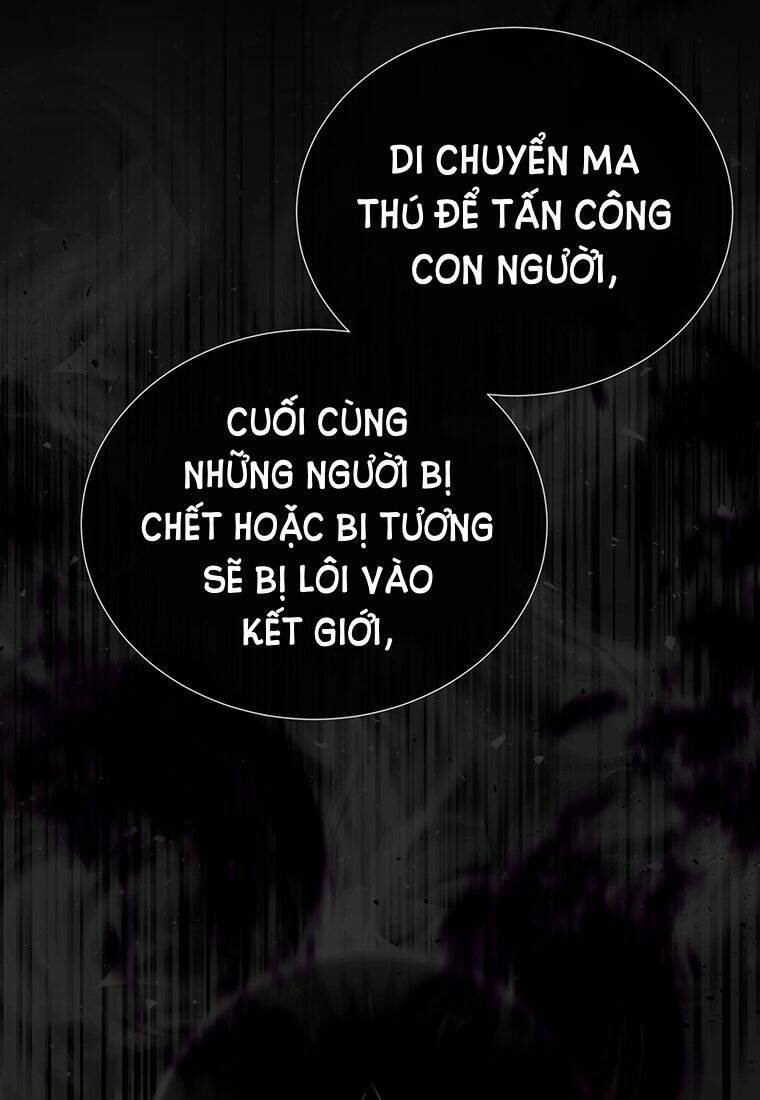 DI CHUYỂN MA
THÚ ĐỂ TẤN CÔNG
CON NGƯỜI,
CUỐI CÙNG
NHỮNG NGƯỜI BỊ
CHẾT HOẶC BỊ TƯƠNG
SẼ BỊ LÔI VÀO
KẾT GIỚI,